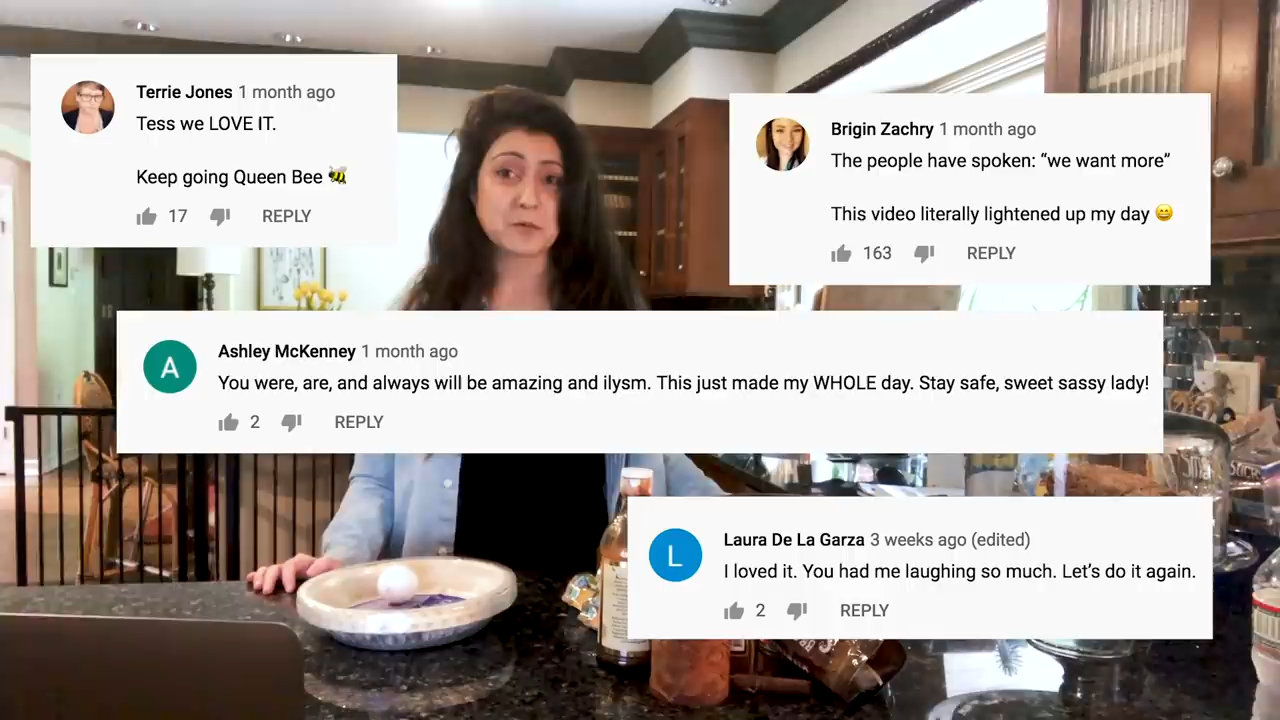 Terrie Jones 1 month ago
Tess we LOVE IT.
Keep going Queen Bee 🐝
17 REPLY
Brigin Zachry 1 month ago
The people have spoken: “we want more”
This video literally lightened up my day 😄
163 REPLY
Ashley McKenney 1 month ago
You were, are, and always will be amazing and ilysm. This just made my WHOLE day. Stay safe, sweet sassy lady!
2 REPLY
Laura De La Garza 3 weeks ago (edited)
I loved it. You had me laughing so much. Let’s do it again.
2 REPLY